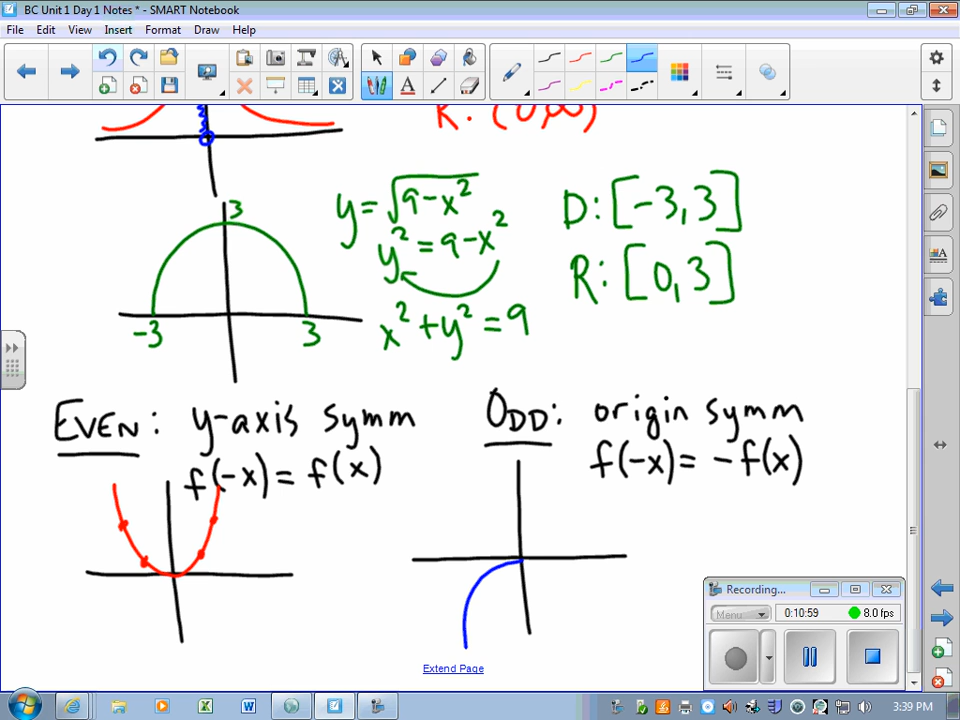 BC Unit 1 Day 1 Notes * - SMART Notebook
File Edit View Insert Format Draw Help
R: (0,∞)
3
-3
3
y=√9-x²
y²=9-x²
x²+y²=9
D: [-3,3]
R: [0,3]
EVEN: y-axis symm
f(-x)=f(x)
ODD: origin symm
f(-x)=-f(x)
Extend Page
Recording...
Menu
0:10:59
8.0 fps
3:39 PM